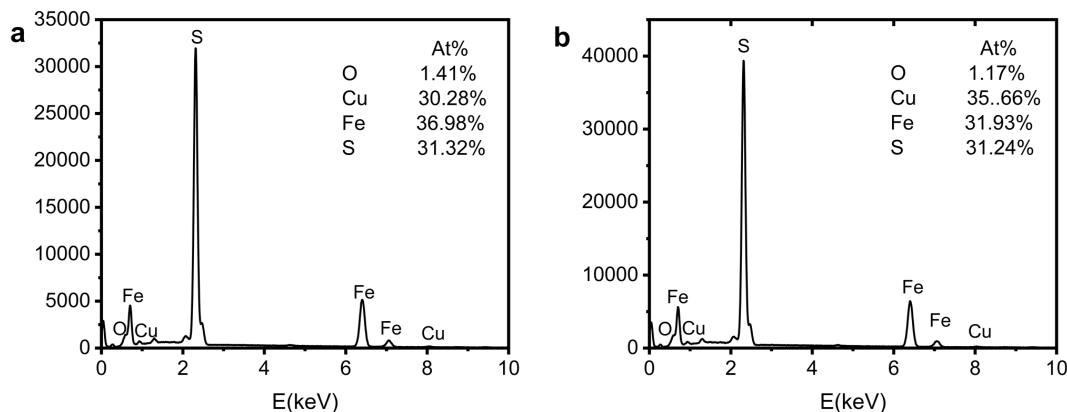 a
35000
30000
25000
20000
15000
10000
5000
0
S
At%
O 1.41%
Cu 30.28%
Fe 36.98%
S 31.32%
Fe
O
Cu
Fe
Fe
Cu
0 2 4 6 8 10
E(keV)
b
40000
30000
20000
10000
0
S
At%
O 1.17%
Cu 35..66%
Fe 31.93%
S 31.24%
Fe
O Cu
Fe
Fe
Cu
0 2 4 6 8 10
E(keV)